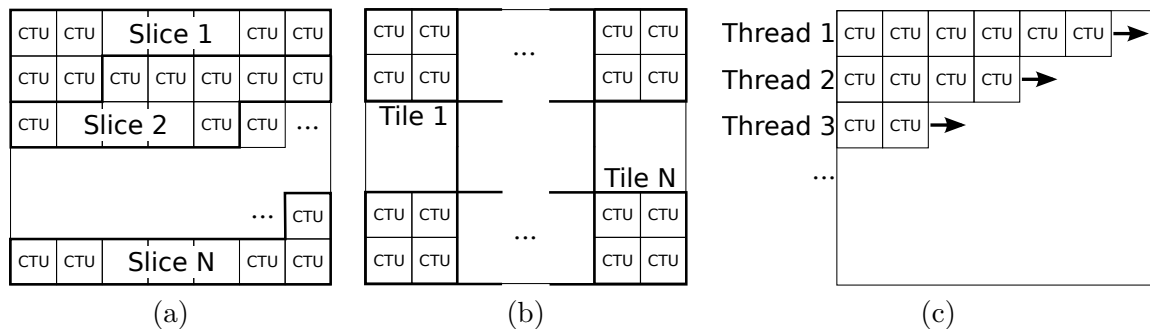 CTU CTU Slice 1 CTU CTU
CTU CTU CTU CTU CTU CTU CTU
CTU Slice 2 CTU CTU ...
... CTU
CTU CTU Slice N CTU CTU
(a)
CTU CTU ... CTU CTU
CTU CTU CTU CTU
Tile 1
Tile N
CTU CTU ... CTU CTU
CTU CTU CTU CTU
(b)
Thread 1 CTU CTU CTU CTU CTU CTU
Thread 2 CTU CTU CTU CTU
Thread 3 CTU CTU
...
(c)